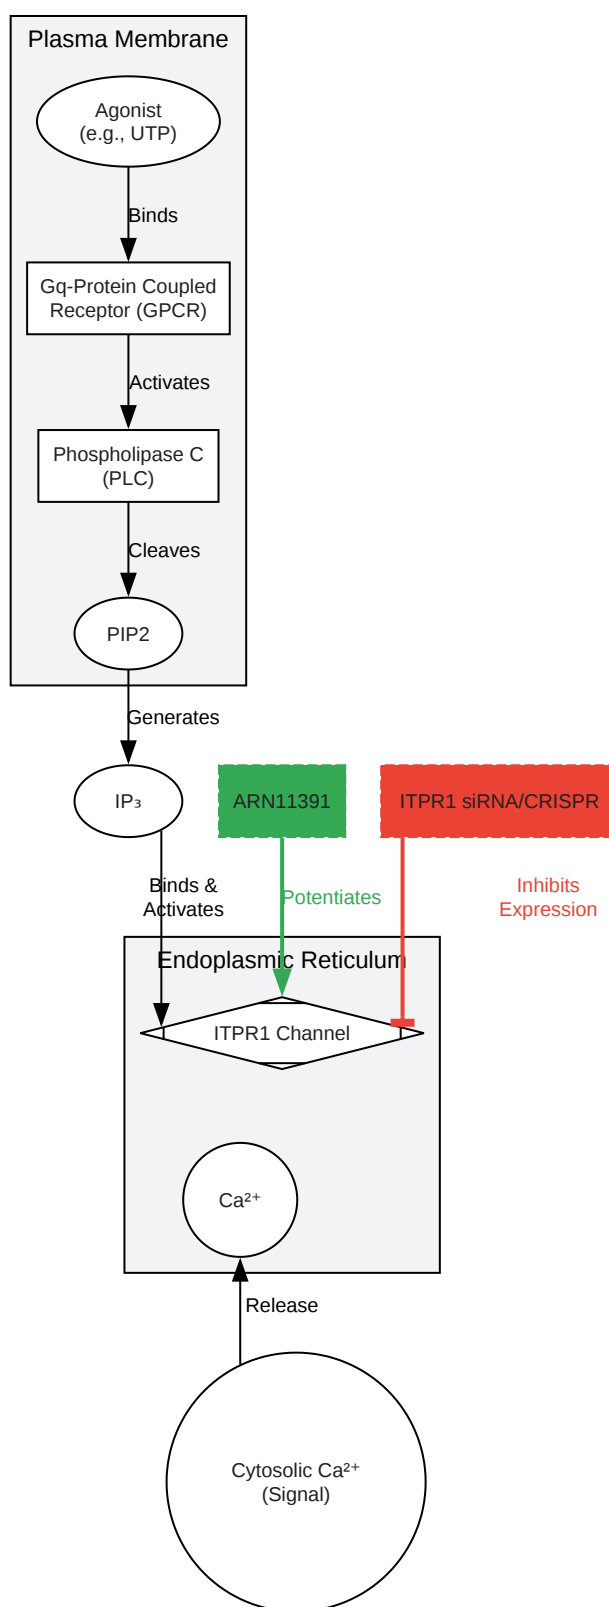 Plasma Membrane
Agonist
(e.g., UTP)
Binds
Gq-Protein Coupled
Receptor (GPCR)
Activates
Phospholipase C
(PLC)
Cleaves
PIP2
Generates
IP₃
ARN11391
ITPR1 siRNA/CRISPR
Binds &
Activates
Potentiates
Inhibits
Expression
Endoplasmic Reticulum
ITPR1 Channel
Ca²⁺
Release
Cytosolic Ca²⁺
(Signal)